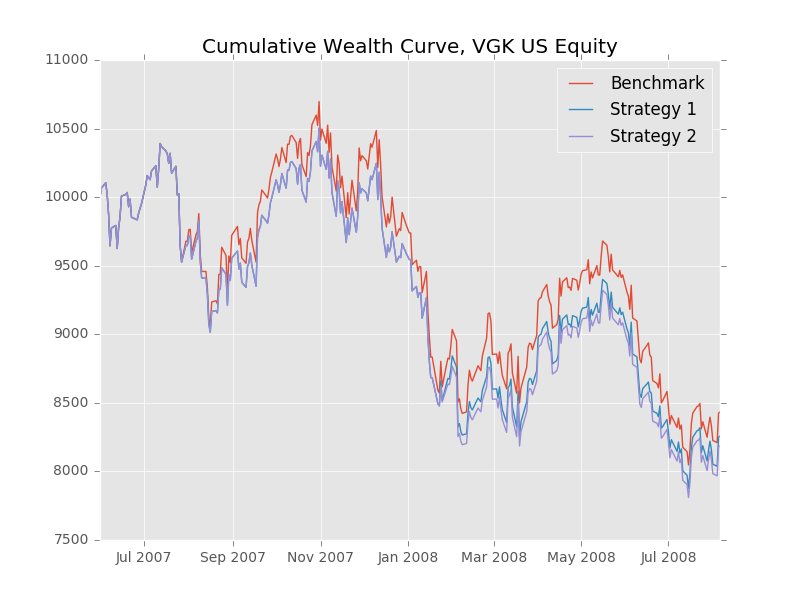 Cumulative Wealth Curve, VGK US Equity
11000
10500
10000
9500
9000
8500
8000
7500
Benchmark
Strategy 1
Strategy 2
Jul 2007 Sep 2007 Nov 2007 Jan 2008 Mar 2008 May 2008 Jul 2008